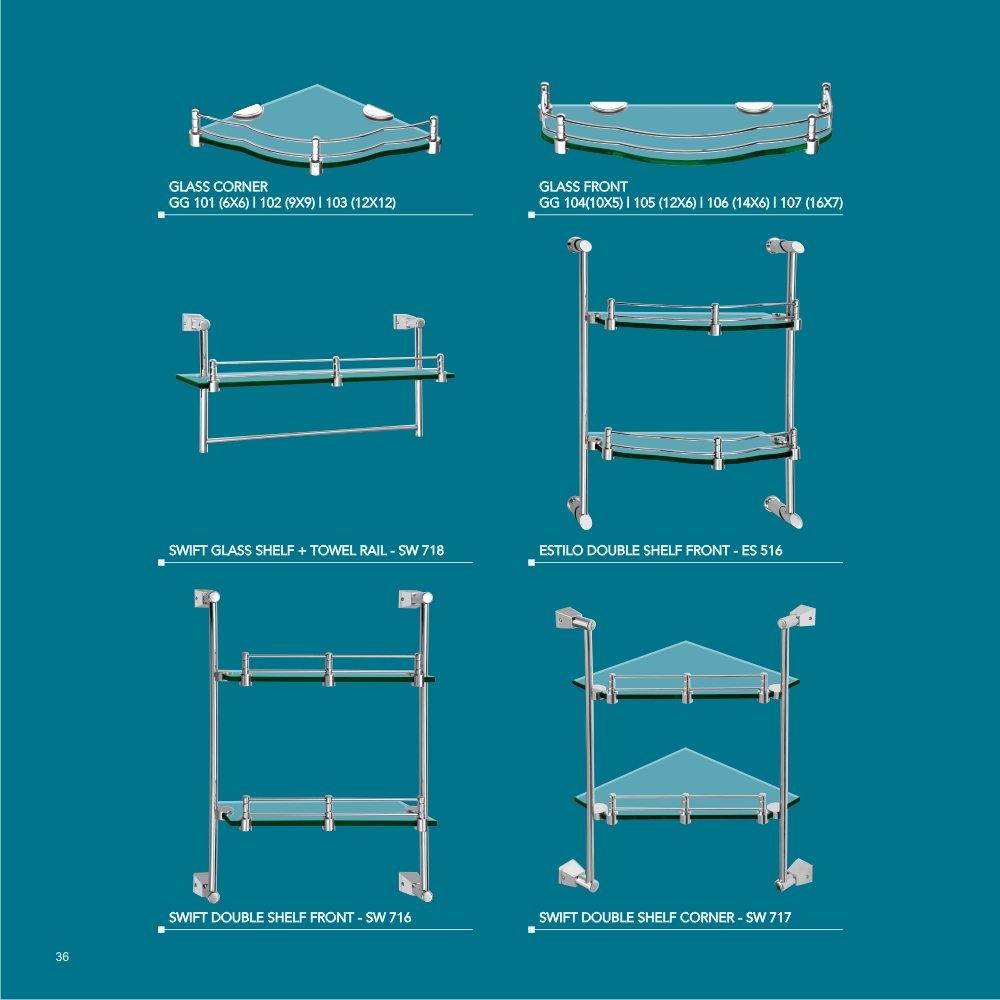 GLASS CORNER
GG 101 (6X6) | 102 (9X9) | 103 (12X12)
GLASS FRONT
GG 104(10X5) | 105 (12X6) | 106 (14X6) | 107 (16X7)
SWIFT GLASS SHELF + TOWEL RAIL - SW 718
ESTILO DOUBLE SHELF FRONT - ES 516
SWIFT DOUBLE SHELF FRONT - SW 716
SWIFT DOUBLE SHELF CORNER - SW 717
36